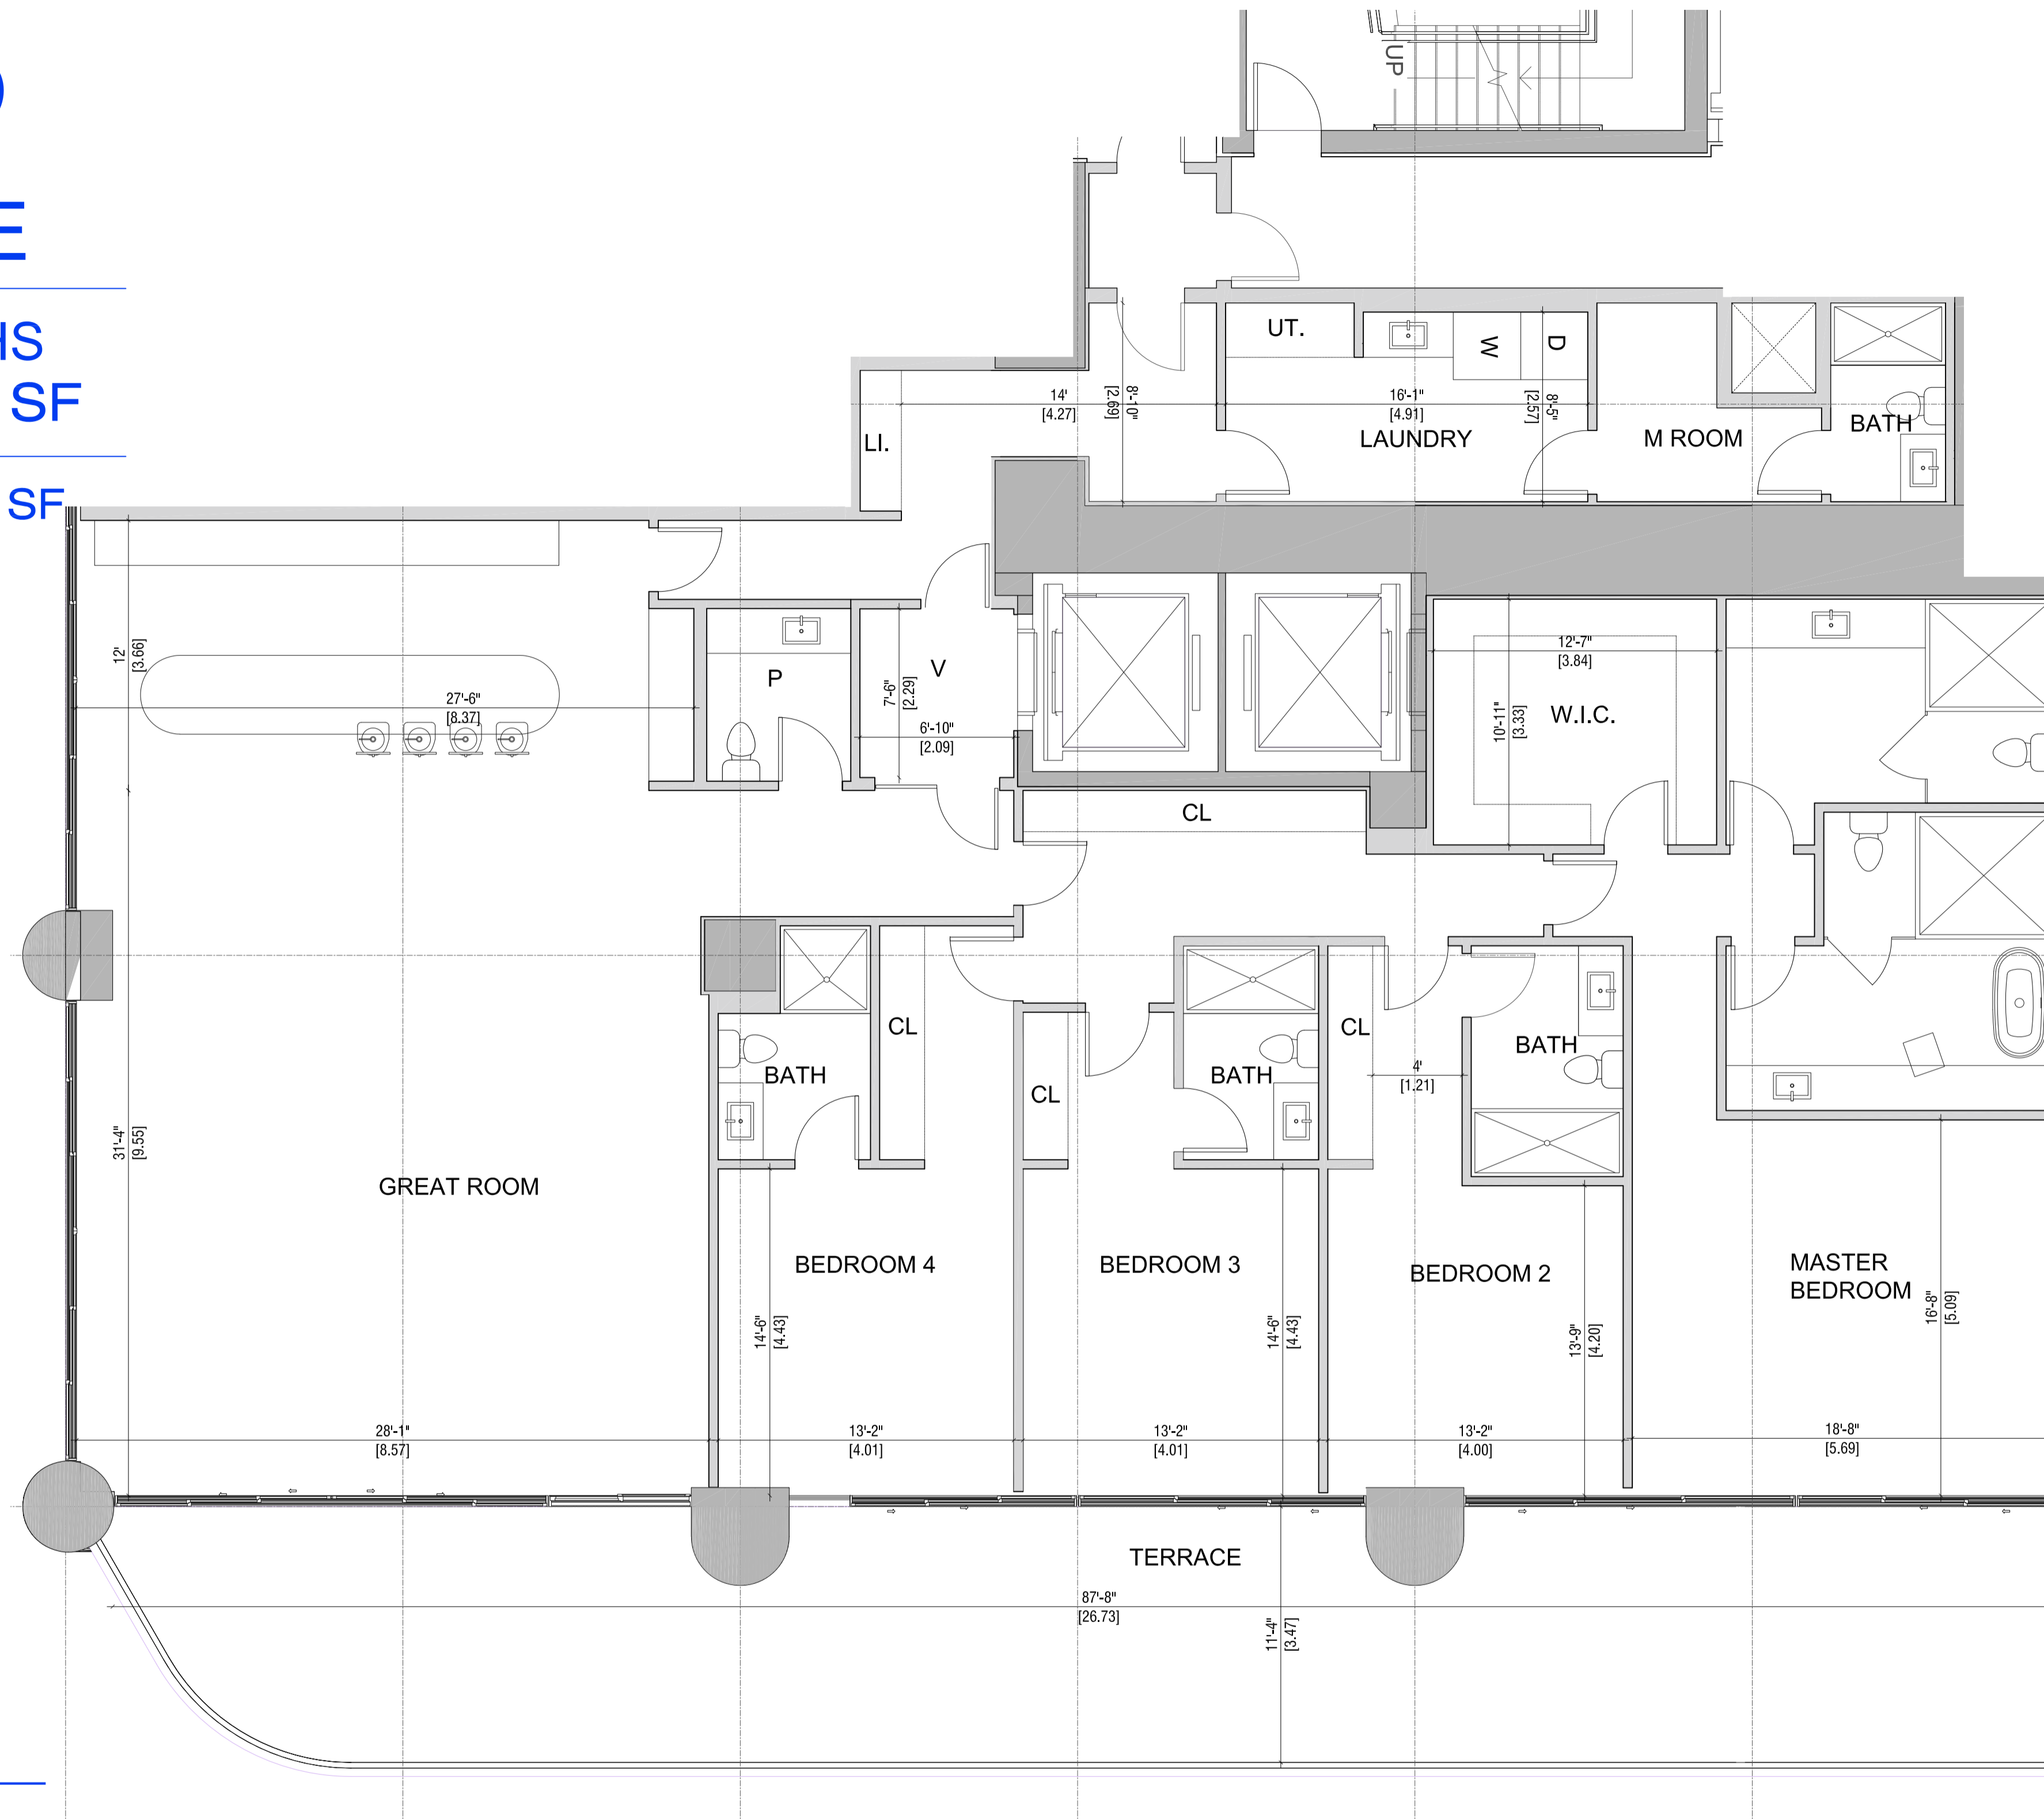 UP
E
HS
SF
SF
UT.
W
D
14'
[4.27]
8'-10"
[2.69]
16'-1"
[4.91]
8'-5"
[2.57]
LI.
LAUNDRY
M ROOM
BATH
12'
[3.66]
27'-6"
[8.37]
P
V
7'-6"
[2.29]
6'-10"
[2.09]
12'-7"
[3.84]
10'-11"
[3.33]
W.I.C.
CL
CL
CL
CL
BATH
BATH
BATH
4'
[1.21]
31'-4"
[9.55]
GREAT ROOM
BEDROOM 4
BEDROOM 3
BEDROOM 2
MASTER
BEDROOM
14'-6"
[4.43]
14'-6"
[4.43]
13'-9"
[4.20]
16'-8"
[5.09]
28'-1"
[8.57]
13'-2"
[4.01]
13'-2"
[4.01]
13'-2"
[4.00]
18'-8"
[5.69]
TERRACE
87'-8"
[26.73]
11'-4"
[3.47]